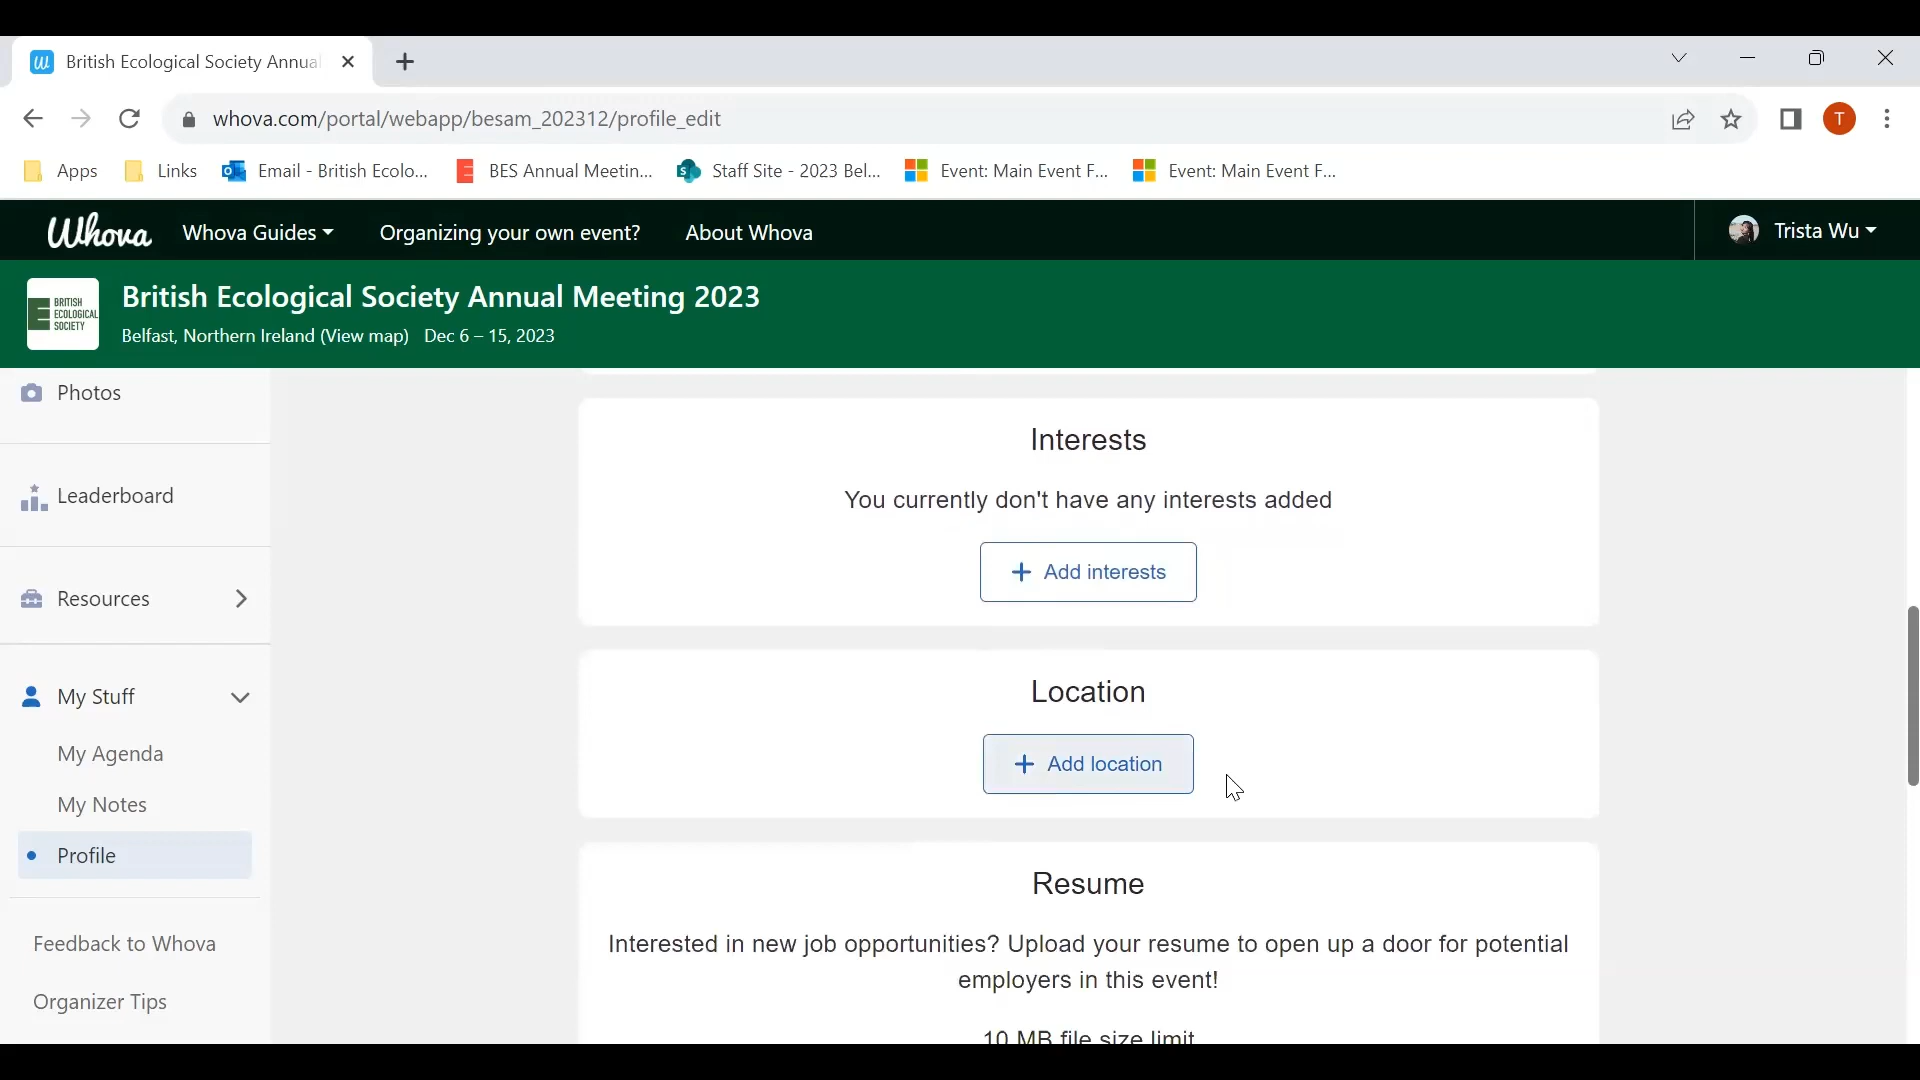 British Ecological Society Annual
whova.com/portal/webapp/besam_202312/profile_edit
T
Apps
Links
Email - British Ecolo...
BES Annual Meetin...
Staff Site - 2023 Bel...
Event: Main Event F...
Event: Main Event F...
Whova
Whova Guides
Organizing your own event?
About Whova
Trista Wu
BRITISH
ECOLOGICAL
SOCIETY
British Ecological Society Annual Meeting 2023
Belfast, Northern Ireland (View map) Dec 6 – 15, 2023
Photos
Leaderboard
Resources
My Stuff
My Agenda
My Notes
Profile
Feedback to Whova
Organizer Tips
Interests
You currently don't have any interests added
+ Add interests
Location
+ Add location
Resume
Interested in new job opportunities? Upload your resume to open up a door for potential
employers in this event!
10 MB file size limit